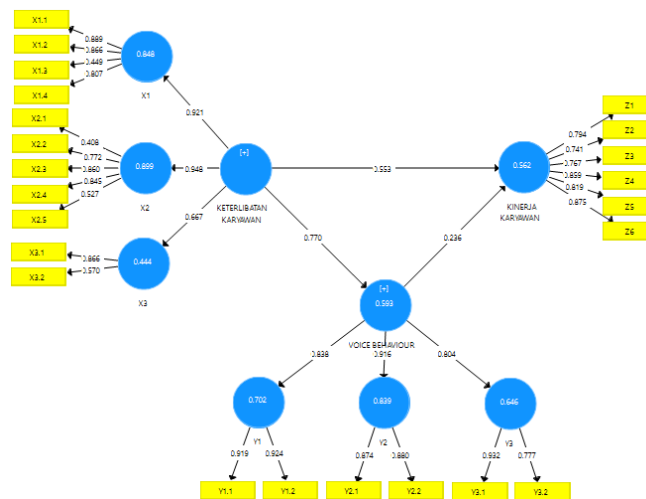 X1.1
X1.2
X1.3
X1.4
0.889
0.866
0.449
0.807
0.848
X1
0.921
X2.1
X2.2
X2.3
X2.4
X2.5
0.408
0.772
0.860
0.845
0.527
0.899
X2
0.948
X3.1
X3.2
0.866
0.570
0.444
X3
0.667
[+]
KETERLIBATAN
KARYAWAN
0.553
0.770
0.562
KINERJA
KARYAWAN
0.794
0.741
0.767
0.859
0.819
0.875
Z1
Z2
Z3
Z4
Z5
Z6
0.236
[+]
0.593
VOICE BEHAVIOUR
0.838
0.916
0.804
0.702
Y1
0.839
Y2
0.646
Y3
0.919
0.924
0.874
0.880
0.932
0.777
Y1.1
Y1.2
Y2.1
Y2.2
Y3.1
Y3.2